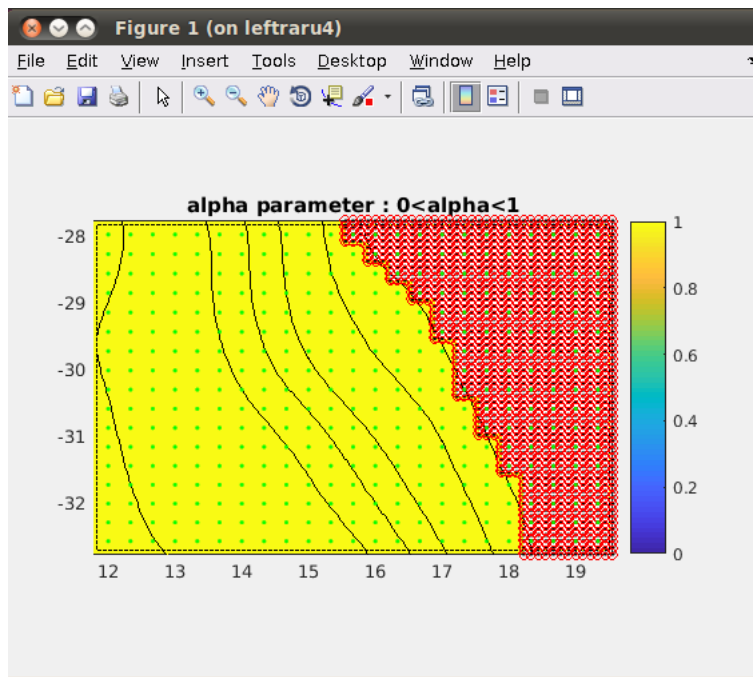 Figure 1 (on leftraru4)
File Edit View Insert Tools Desktop Window Help
alpha parameter : 0<alpha<1
-28
-29
-30
-31
-32
12 13 14 15 16 17 18 19
1
0.8
0.6
0.4
0.2
0